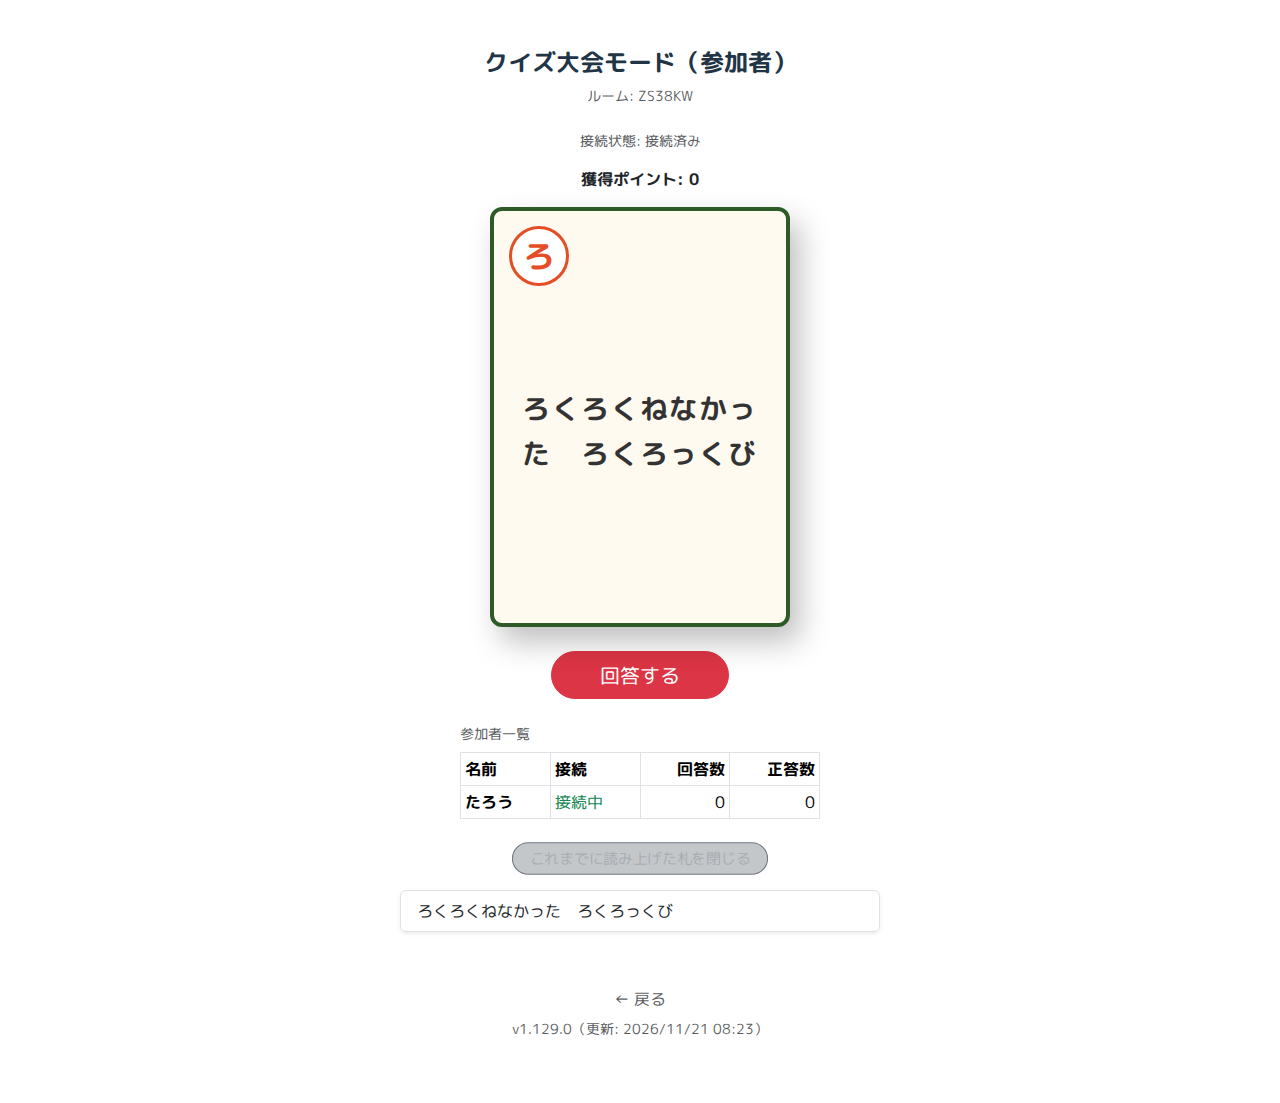 クイズ大会モード（参加者）
ルーム: ZS38KW
接続状態: 接続済み
獲得ポイント: 0
ろ
ろくろくねなかっ
た　ろくろっくび
回答する
参加者一覧
名前 接続 回答数 正答数
たろう 接続中 0 0
これまでに読み上げた札を閉じる
ろくろくねなかった　ろくろっくび
← 戻る
v1.129.0（更新: 2026/11/21 08:23）